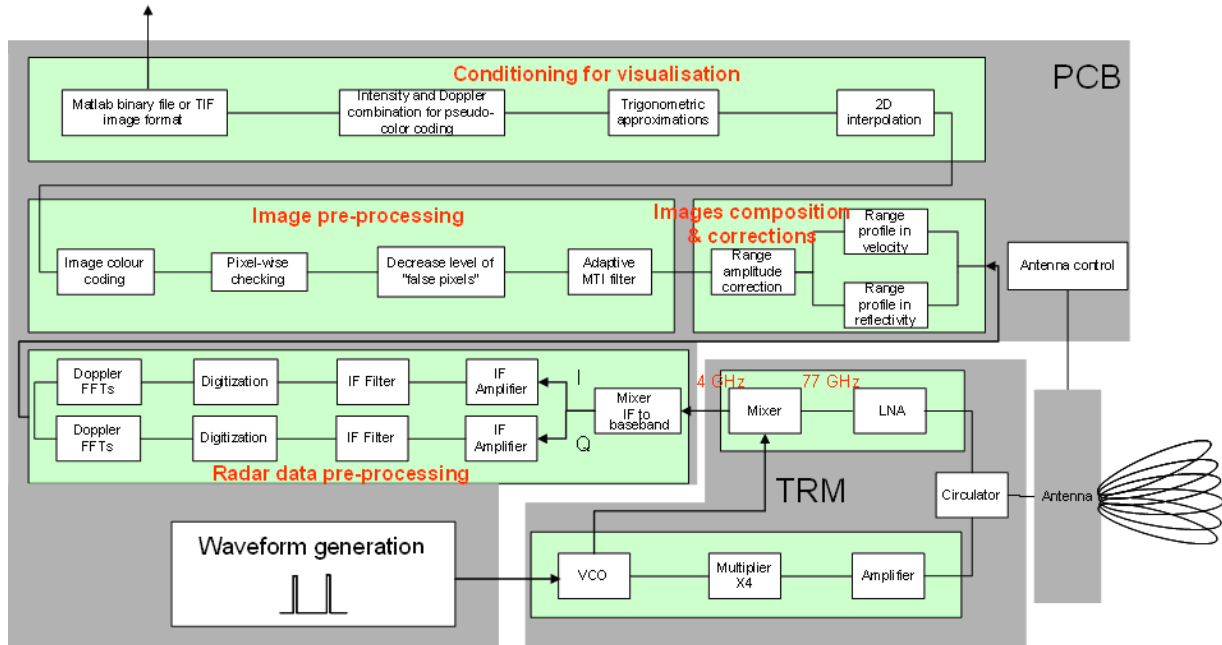 Conditioning for visualisation
PCB
Matlab binary file or TIF
image format
Intensity and Doppler
combination for pseudo-
color coding
Trigonometric
approximations
2D
interpolation
Image pre-processing
Images composition
& corrections
Image colour
coding
Pixel-wise
checking
Decrease level of
"false pixels"
Adaptive
MTI filter
Range
amplitude
correction
Range
profile in
velocity
Range
profile in
reflectivity
Antenna control
Doppler
FFTs
Digitization
IF Filter
IF
Amplifier
I
Mixer
IF to
baseband
4 GHz
77 GHz
Mixer
LNA
Doppler
FFTs
Digitization
IF Filter
IF
Amplifier
Q
Radar data pre-processing
TRM
Circulator
Antenna
Waveform generation
VCO
Multiplier
X4
Amplifier